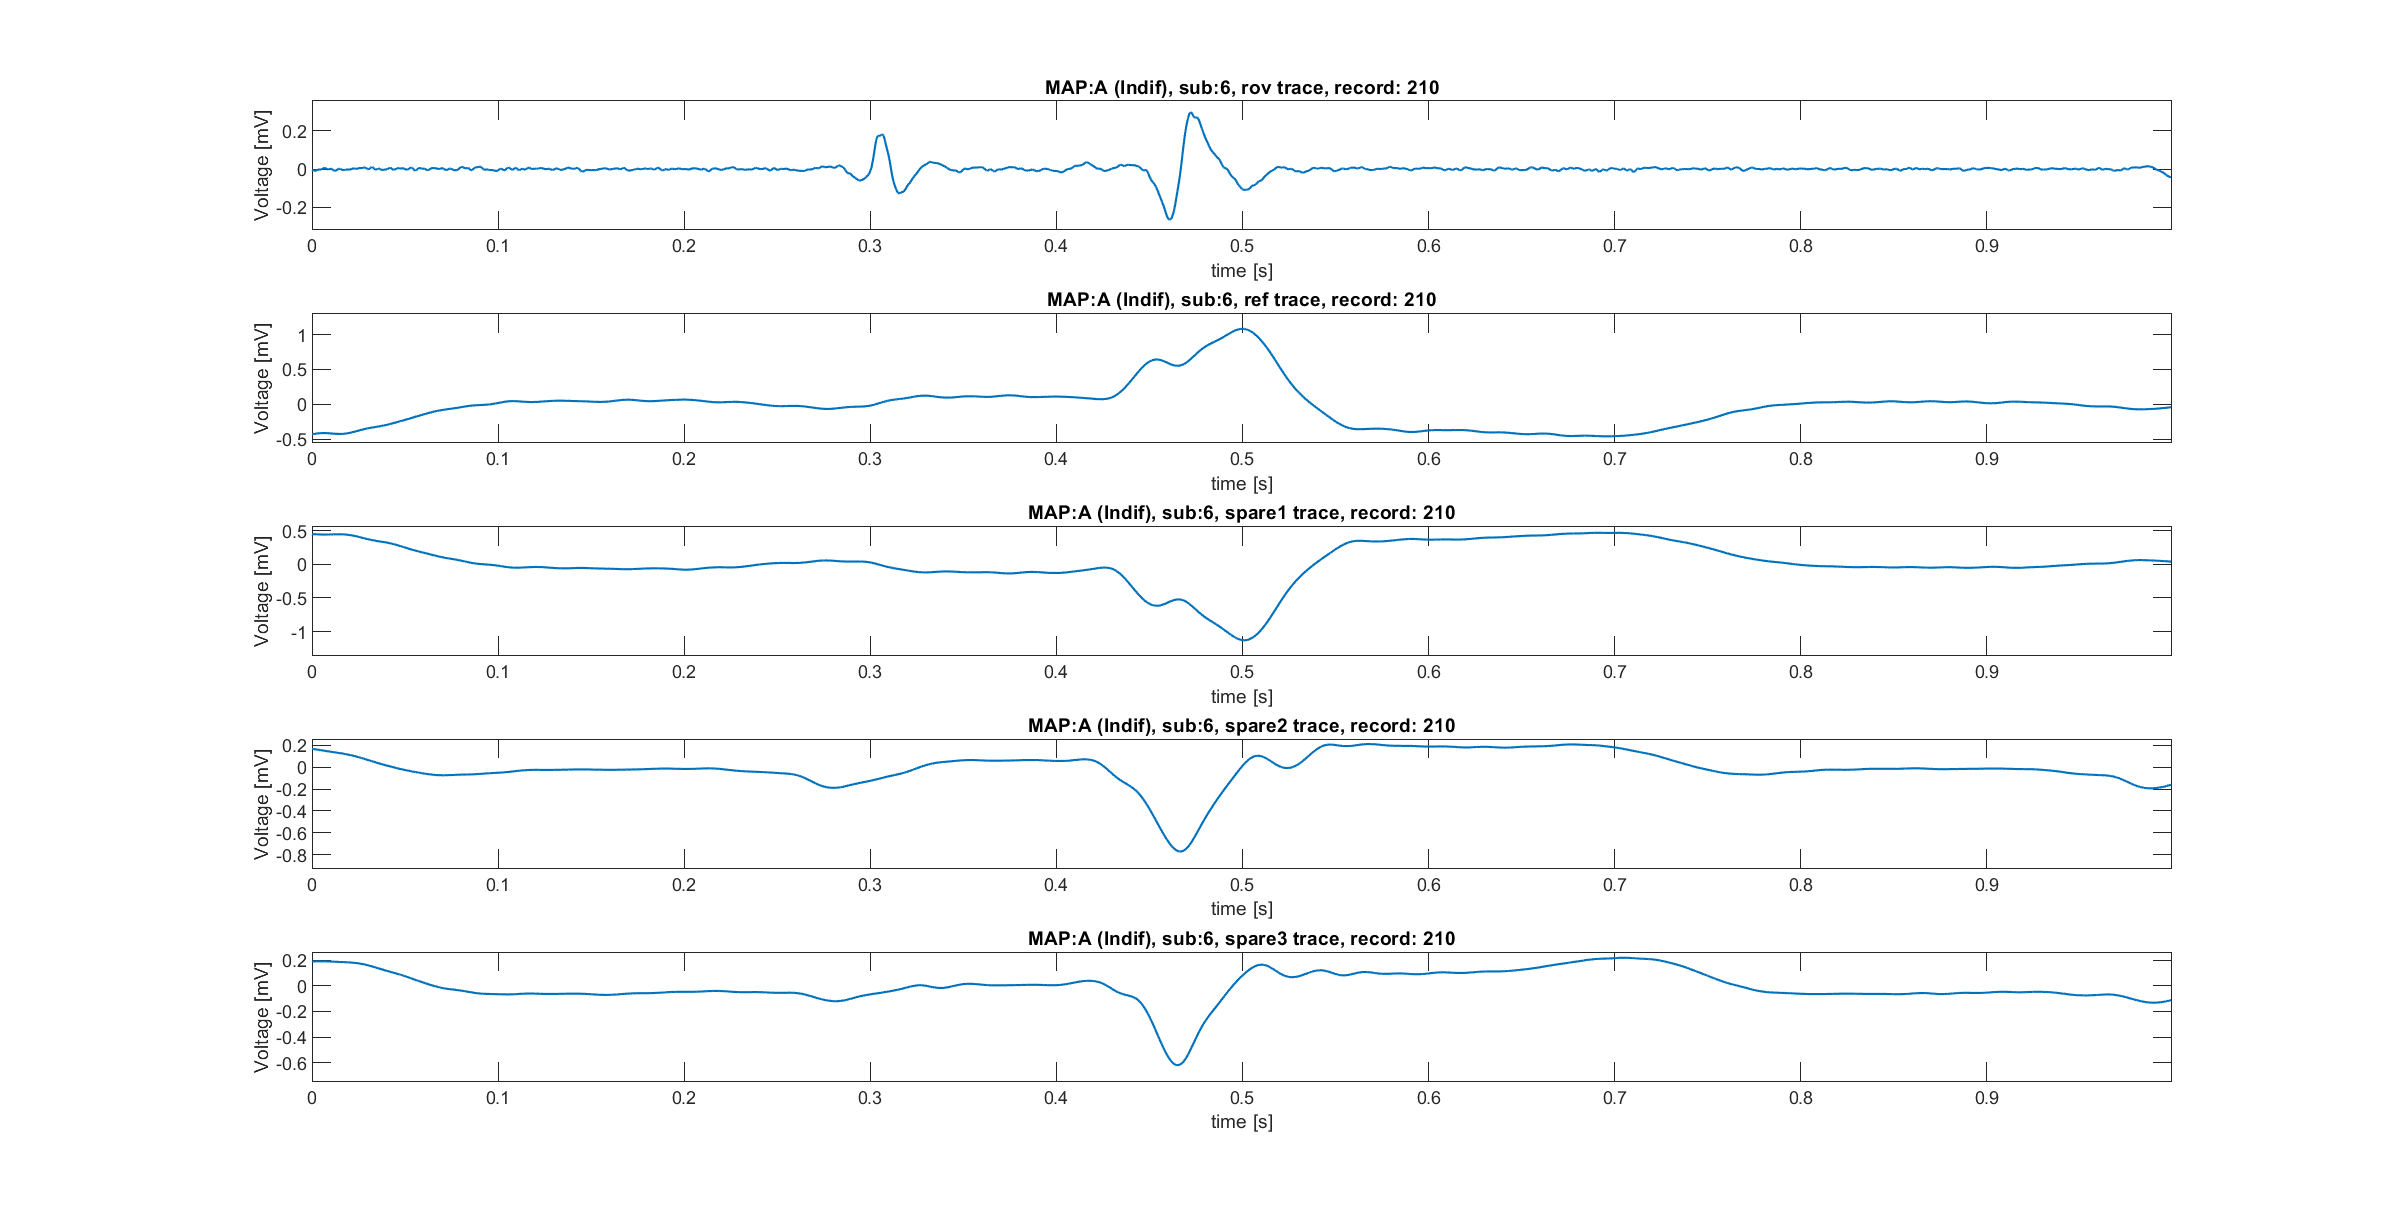 MAP:A (Indif), sub:6, rov trace, record: 210
Voltage [mV]
0.2
0
-0.2
0 0.1 0.2 0.3 0.4 0.5 0.6 0.7 0.8 0.9
time [s]
MAP:A (Indif), sub:6, ref trace, record: 210
Voltage [mV]
1
0.5
0
-0.5
0 0.1 0.2 0.3 0.4 0.5 0.6 0.7 0.8 0.9
time [s]
MAP:A (Indif), sub:6, spare1 trace, record: 210
Voltage [mV]
0.5
0
-0.5
-1
0 0.1 0.2 0.3 0.4 0.5 0.6 0.7 0.8 0.9
time [s]
MAP:A (Indif), sub:6, spare2 trace, record: 210
Voltage [mV]
0.2
0
-0.2
-0.4
-0.6
-0.8
0 0.1 0.2 0.3 0.4 0.5 0.6 0.7 0.8 0.9
time [s]
MAP:A (Indif), sub:6, spare3 trace, record: 210
Voltage [mV]
0.2
0
-0.2
-0.4
-0.6
0 0.1 0.2 0.3 0.4 0.5 0.6 0.7 0.8 0.9
time [s]